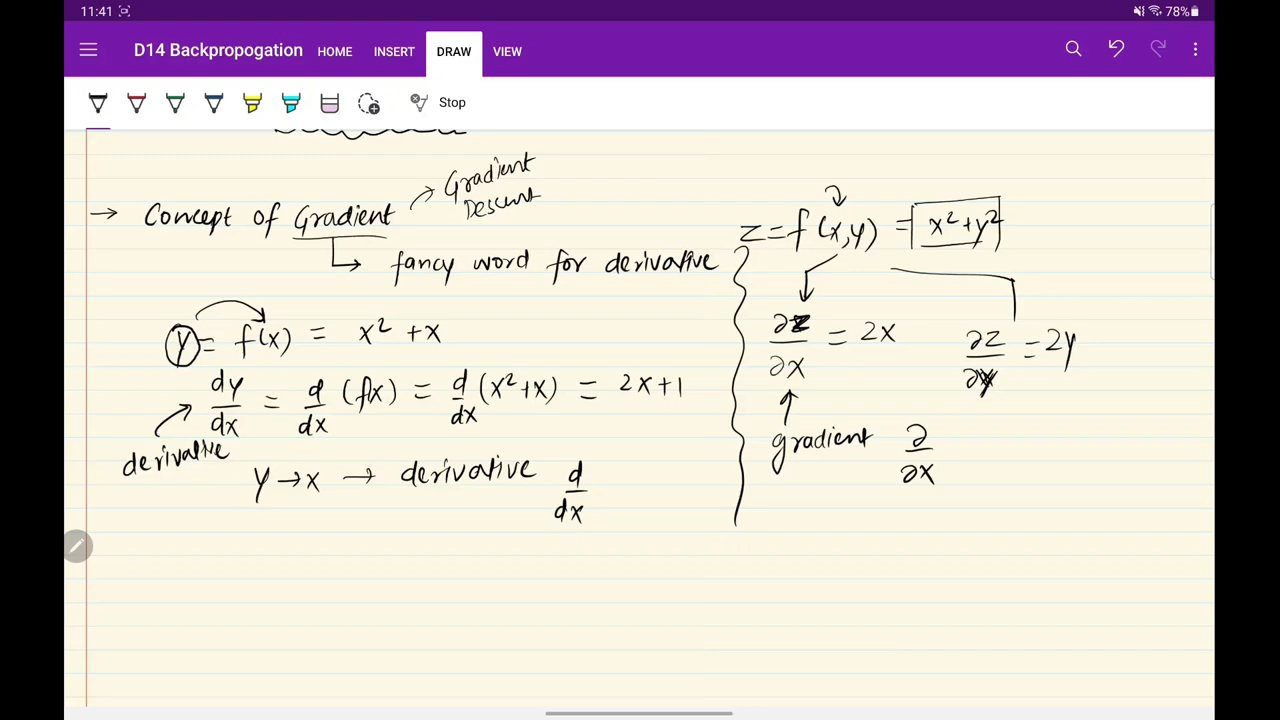 11:41
78%
D14 Backpropogation HOME INSERT DRAW VIEW
Stop
→ Concept of Gradient → Gradient Descent
↳ fancy word for derivative
y = f(x) = x² + x
dy/dx = d/dx (f(x) = d/dx (x²+x) = 2x+1
derivative
y → x → derivative d/dx
z = f(x,y) = x²+y²
∂z/∂x = 2x
∂z/∂y = 2y
gradient ∂/∂x